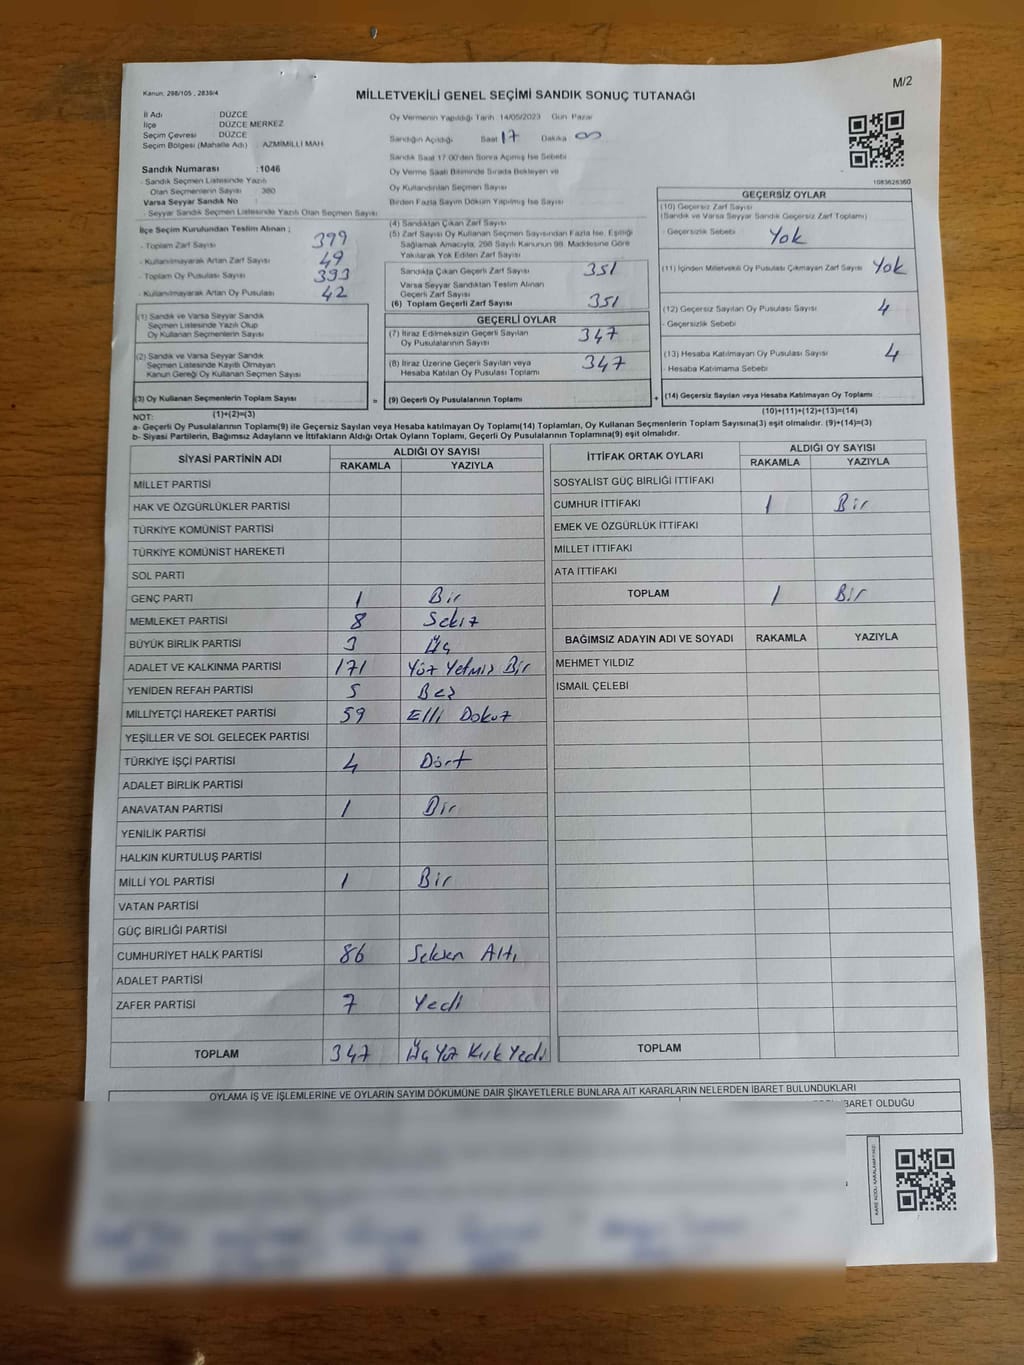 Kanun: 298/105 , 2839/4
M/2
MİLLETVEKİLİ GENEL SEÇİMİ SANDIK SONUÇ TUTANAĞI
İl Adı DÜZCE
İlçe DÜZCE MERKEZ
Seçim Çevresi : DÜZCE
Seçim Bölgesi (Mahalle Adı) : AZMİMİLLİ MAH
Sandık Numarası :1046
- Sandık Seçmen Listesinde Yazılı
Olan Seçmenlerin Sayısı 380
Varsa Seyyar Sandık No
- Seyyar Sandık Seçmen Listesinde Yazılı Olan Seçmen Sayısı
Oy Vermenin Yapıldığı Tarih 14/05/2023 Gün Pazar
Sandığın Açıldığı Saat 17 Dakika 00
Sandık Saat 17 00'den Sonra Açılmış İse Sebebi
Oy Verme Saati Bitiminde Sırada Bekleyen ve
Oy Kullandırılan Seçmen Sayısı
Birden Fazla Sayım Döküm Yapılmış İse Sayısı
1083628360
İlçe Seçim Kurulundan Teslim Alınan ;
- Toplam Zarf Sayısı 399
- Kullanılmayarak Artan Zarf Sayısı 49
- Toplam Oy Pusulası Sayısı 393
- Kullanılmayarak Artan Oy Pusulası 42
(4) Sandıktan Çıkan Zarf Sayısı
(5) Zarf Sayısı Oy Kullanan Seçmen Sayısından Fazla İse, Eşitliği
Sağlamak Amacıyla, 298 Sayılı Kanunun 98. Maddesine Göre
Yakılarak Yok Edilen Zarf Sayısı
Sandıkta Çıkan Geçerli Zarf Sayısı 351
Varsa Seyyar Sandıktan Teslim Alınan
Geçerli Zarf Sayısı
(6) Toplam Geçerli Zarf Sayısı 351
GEÇERLİ OYLAR
(7) İtiraz Edilmeksizin Geçerli Sayılan
Oy Pusulalarının Sayısı 347
(8) İtiraz Üzerine Geçerli Sayılan veya
Hesaba Katılan Oy Pusulası Toplamı 347
(9) Geçerli Oy Pusulalarının Toplamı
GEÇERSİZ OYLAR
(10) Geçersiz Zarf Sayısı
(Sandık ve Varsa Seyyar Sandık Geçersiz Zarf Toplamı)
- Geçersizlik Sebebi Yok
(11) İçinden Milletvekili Oy Pusulası Çıkmayan Zarf Sayısı Yok
(12) Geçersiz Sayılan Oy Pusulası Sayısı 4
- Geçersizlik Sebebi
(13) Hesaba Katılmayan Oy Pusulası Sayısı 4
- Hesaba Katılmama Sebebi
+ (14) Geçersiz Sayılan veya Hesaba Katılmayan Oy Toplamı
(10)+(11)+(12)+(13)=(14)
(1) Sandık ve Varsa Seyyar Sandık
Seçmen Listesinde Yazılı Olup
Oy Kullanan Seçmenlerin Sayısı
(2) Sandık ve Varsa Seyyar Sandık
Seçmen Listesinde Kayıtlı Olmayan
Kanun Gereği Oy Kullanan Seçmen Sayısı
(3) Oy Kullanan Seçmenlerin Toplam Sayısı =
NOT: (1)+(2)=(3)
a- Geçerli Oy Pusulalarının Toplamı(9) ile Geçersiz Sayılan veya Hesaba katılmayan Oy Toplamı(14) Toplamları, Oy Kullanan Seçmenlerin Toplam Sayısına(3) eşit olmalıdır. (9)+(14)=(3)
b- Siyasi Partilerin, Bağımsız Adayların ve İttifakların Aldığı Ortak Oyların Toplamı, Geçerli Oy Pusulalarının Toplamına(9) eşit olmalıdır.
SİYASİ PARTİNİN ADI ALDIĞI OY SAYISI
RAKAMLA YAZIYLA
MİLLET PARTİSİ
HAK VE ÖZGÜRLÜKLER PARTİSİ
TÜRKİYE KOMÜNİST PARTİSİ
TÜRKİYE KOMÜNİST HAREKETİ
SOL PARTİ
GENÇ PARTİ 1 Bir
MEMLEKET PARTİSİ 8 Sekiz
BÜYÜK BİRLİK PARTİSİ 3 Üç
ADALET VE KALKINMA PARTİSİ 171 Yüz Yetmiş Bir
YENİDEN REFAH PARTİSİ 5 Beş
MİLLİYETÇİ HAREKET PARTİSİ 59 Elli Dokuz
YEŞİLLER VE SOL GELECEK PARTİSİ
TÜRKİYE İŞÇİ PARTİSİ 4 Dört
ADALET BİRLİK PARTİSİ
ANAVATAN PARTİSİ 1 Bir
YENİLİK PARTİSİ
HALKIN KURTULUŞ PARTİSİ
MİLLİ YOL PARTİSİ 1 Bir
VATAN PARTİSİ
GÜÇ BİRLİĞİ PARTİSİ
CUMHURİYET HALK PARTİSİ 86 Seksen Altı
ADALET PARTİSİ
ZAFER PARTİSİ 7 Yedi
TOPLAM 347 Üç Yüz Kırk Yedi
İTTİFAK ORTAK OYLARI ALDIĞI OY SAYISI
RAKAMLA YAZIYLA
SOSYALİST GÜÇ BİRLİĞİ İTTİFAKI
CUMHUR İTTİFAKI 1 Bir
EMEK VE ÖZGÜRLÜK İTTİFAKI
MİLLET İTTİFAKI
ATA İTTİFAKI
TOPLAM 1 Bir
BAĞIMSIZ ADAYIN ADI VE SOYADI RAKAMLA YAZIYLA
MEHMET YILDIZ
İSMAİL ÇELEBİ
TOPLAM
OYLAMA İŞ VE İŞLEMLERİNE VE OYLARIN SAYIM DÖKÜMÜNE DAİR ŞİKAYETLERLE BUNLARA AİT KARARLARIN NELERDEN İBARET BULUNDUKLARI
İBARET OLDUĞU